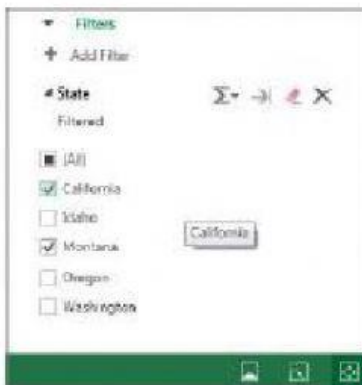 Filters
Add Filter
State
Filtered
(All)
California
Idaho
Montana
California
Oregon
Washington